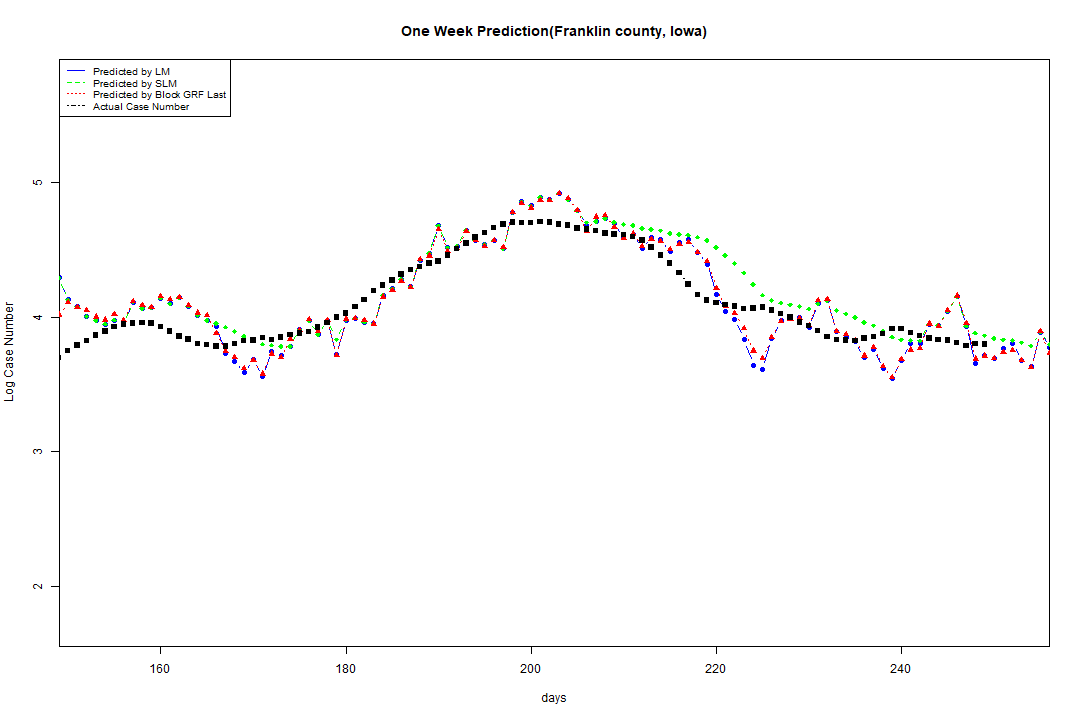 One Week Prediction(Franklin county, Iowa)
Predicted by LM
Predicted by SLM
Predicted by Block GRF Last
Actual Case Number
5
4
3
2
Log Case Number
160 180 200 220 240
days